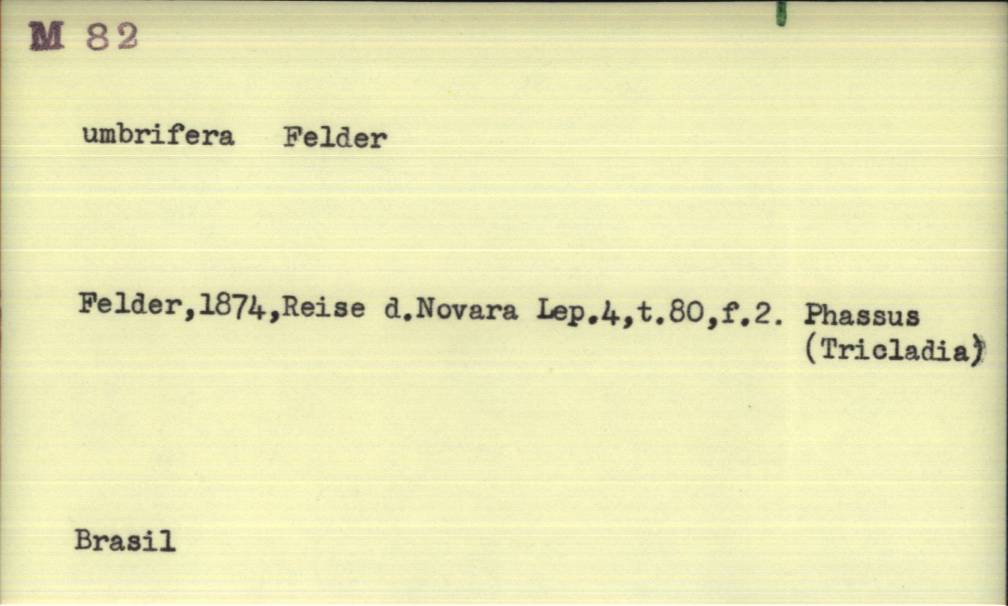 M 82
umbrifera Felder
Felder,1874,Reise d.Novara Lep.4,t.80,f.2. Phassus
(Tricladia)
Brasil